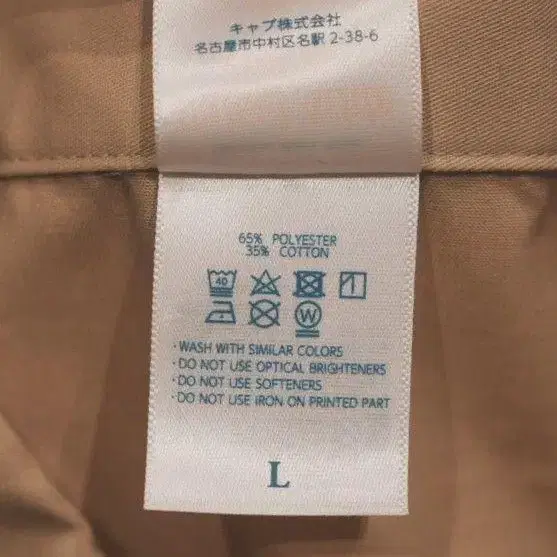 キャブ株式会社
名古屋市中村区名駅 2-38-6
65% POLYESTER
35% COTTON
40
W
・WASH WITH SIMILAR COLORS
・DO NOT USE OPTICAL BRIGHTENERS
・DO NOT USE SOFTENERS
・DO NOT USE IRON ON PRINTED PART
L